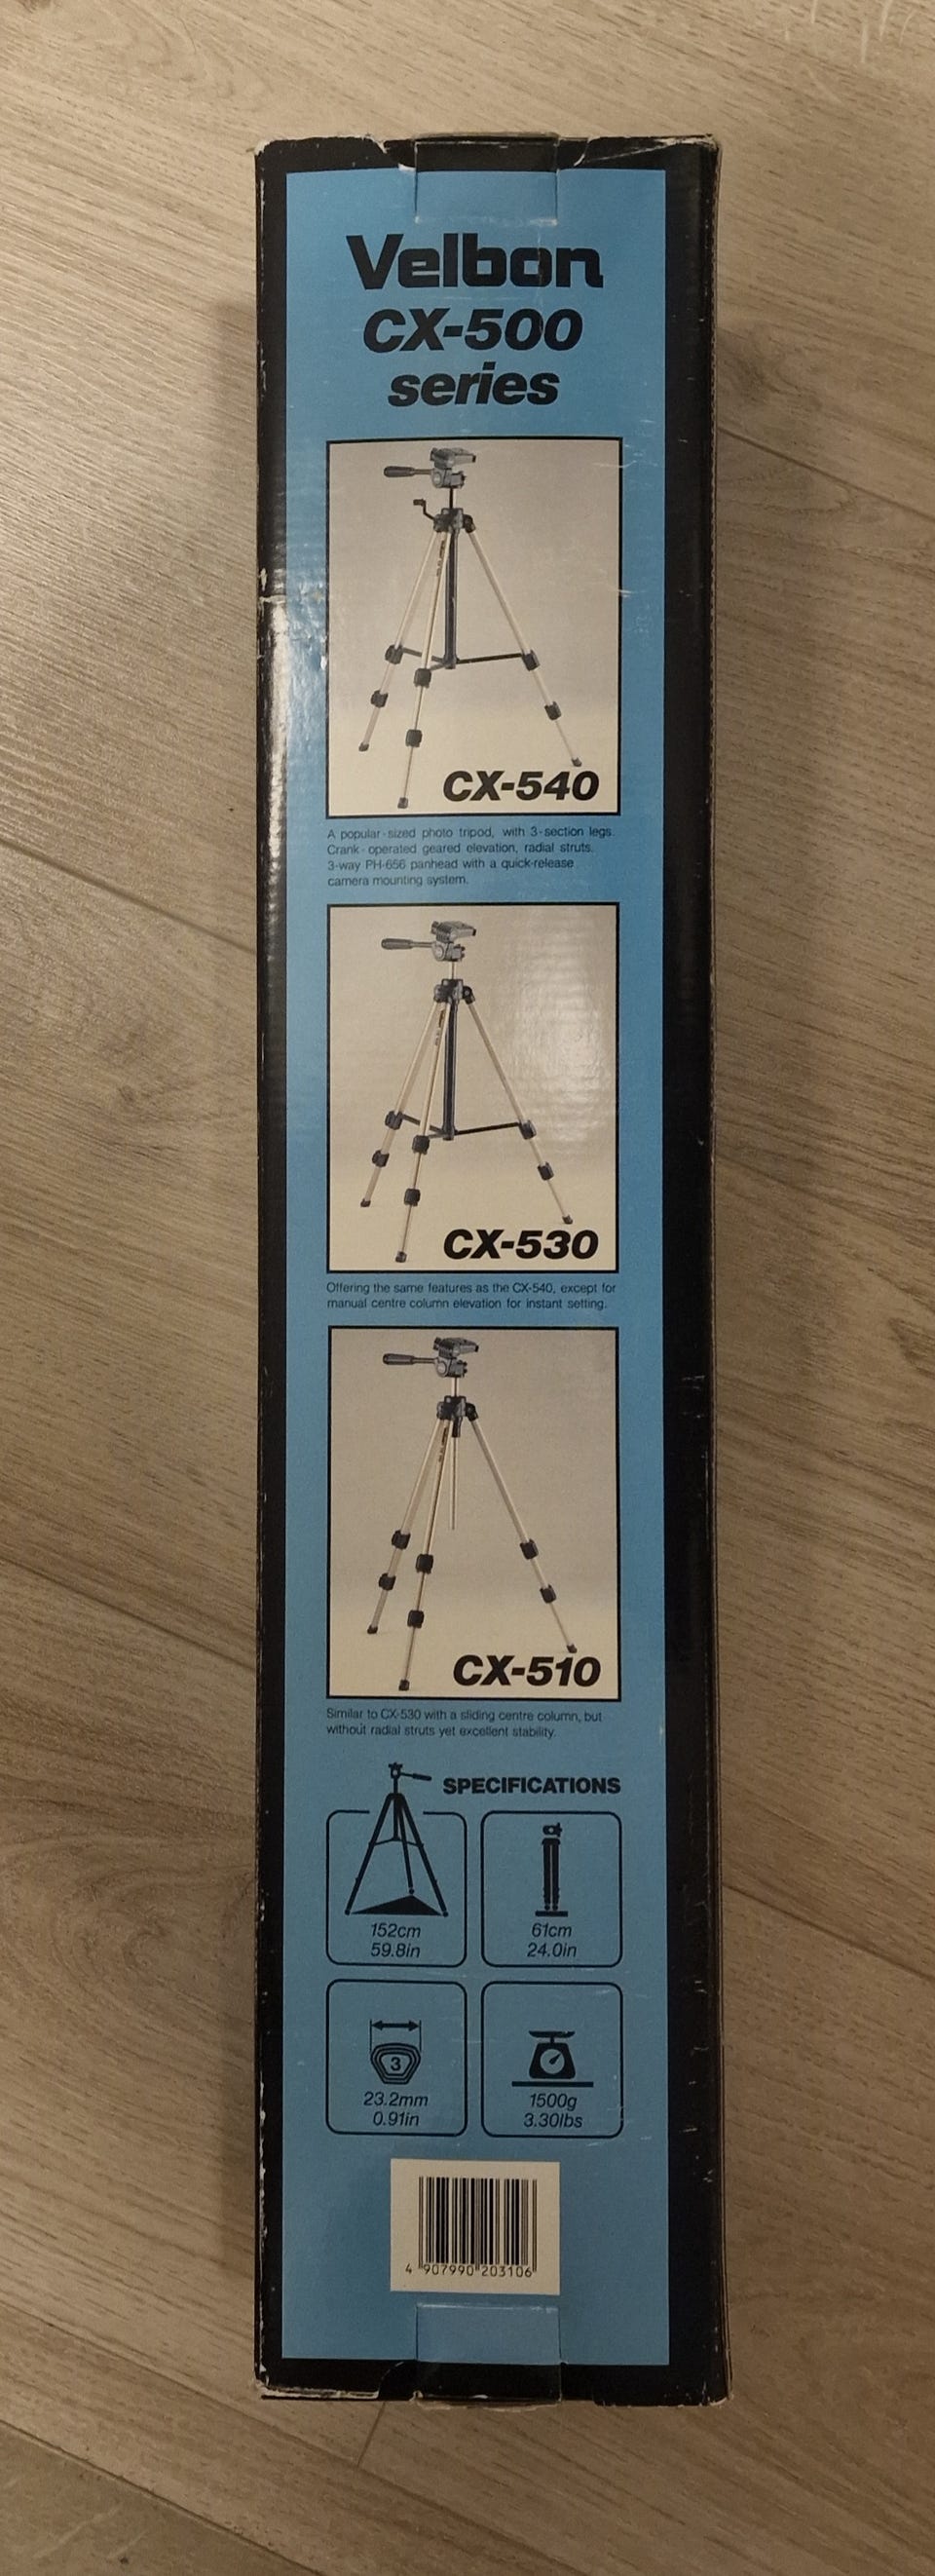 Velbon
CX-500
series
CX-540
A popular-sized photo tripod, with 3-section legs.
Crank-operated geared elevation, radial struts.
3-way PH-656 panhead with a quick-release
camera mounting system.
CX-530
Offering the same features as the CX-540, except for
manual centre column elevation for instant setting.
CX-510
Similar to CX-530 with a sliding centre column, but
without radial struts yet excellent stability.
SPECIFICATIONS
152cm
59.8in
61cm
24.0in
3
23.2mm
0.91in
1500g
3.30lbs
4 907990 203106